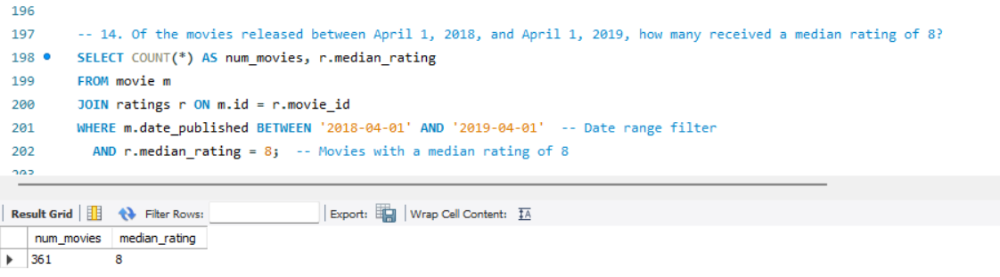 196
197 -- 14. Of the movies released between April 1, 2018, and April 1, 2019, how many received a median rating of 8?
198 SELECT COUNT(*) AS num_movies, r.median_rating
199 FROM movie m
200 JOIN ratings r ON m.id = r.movie_id
201 WHERE m.date_published BETWEEN '2018-04-01' AND '2019-04-01' -- Date range filter
202 AND r.median_rating = 8; -- Movies with a median rating of 8
203
Result Grid Filter Rows: Export: Wrap Cell Content: IA
num_movies median_rating
361 8